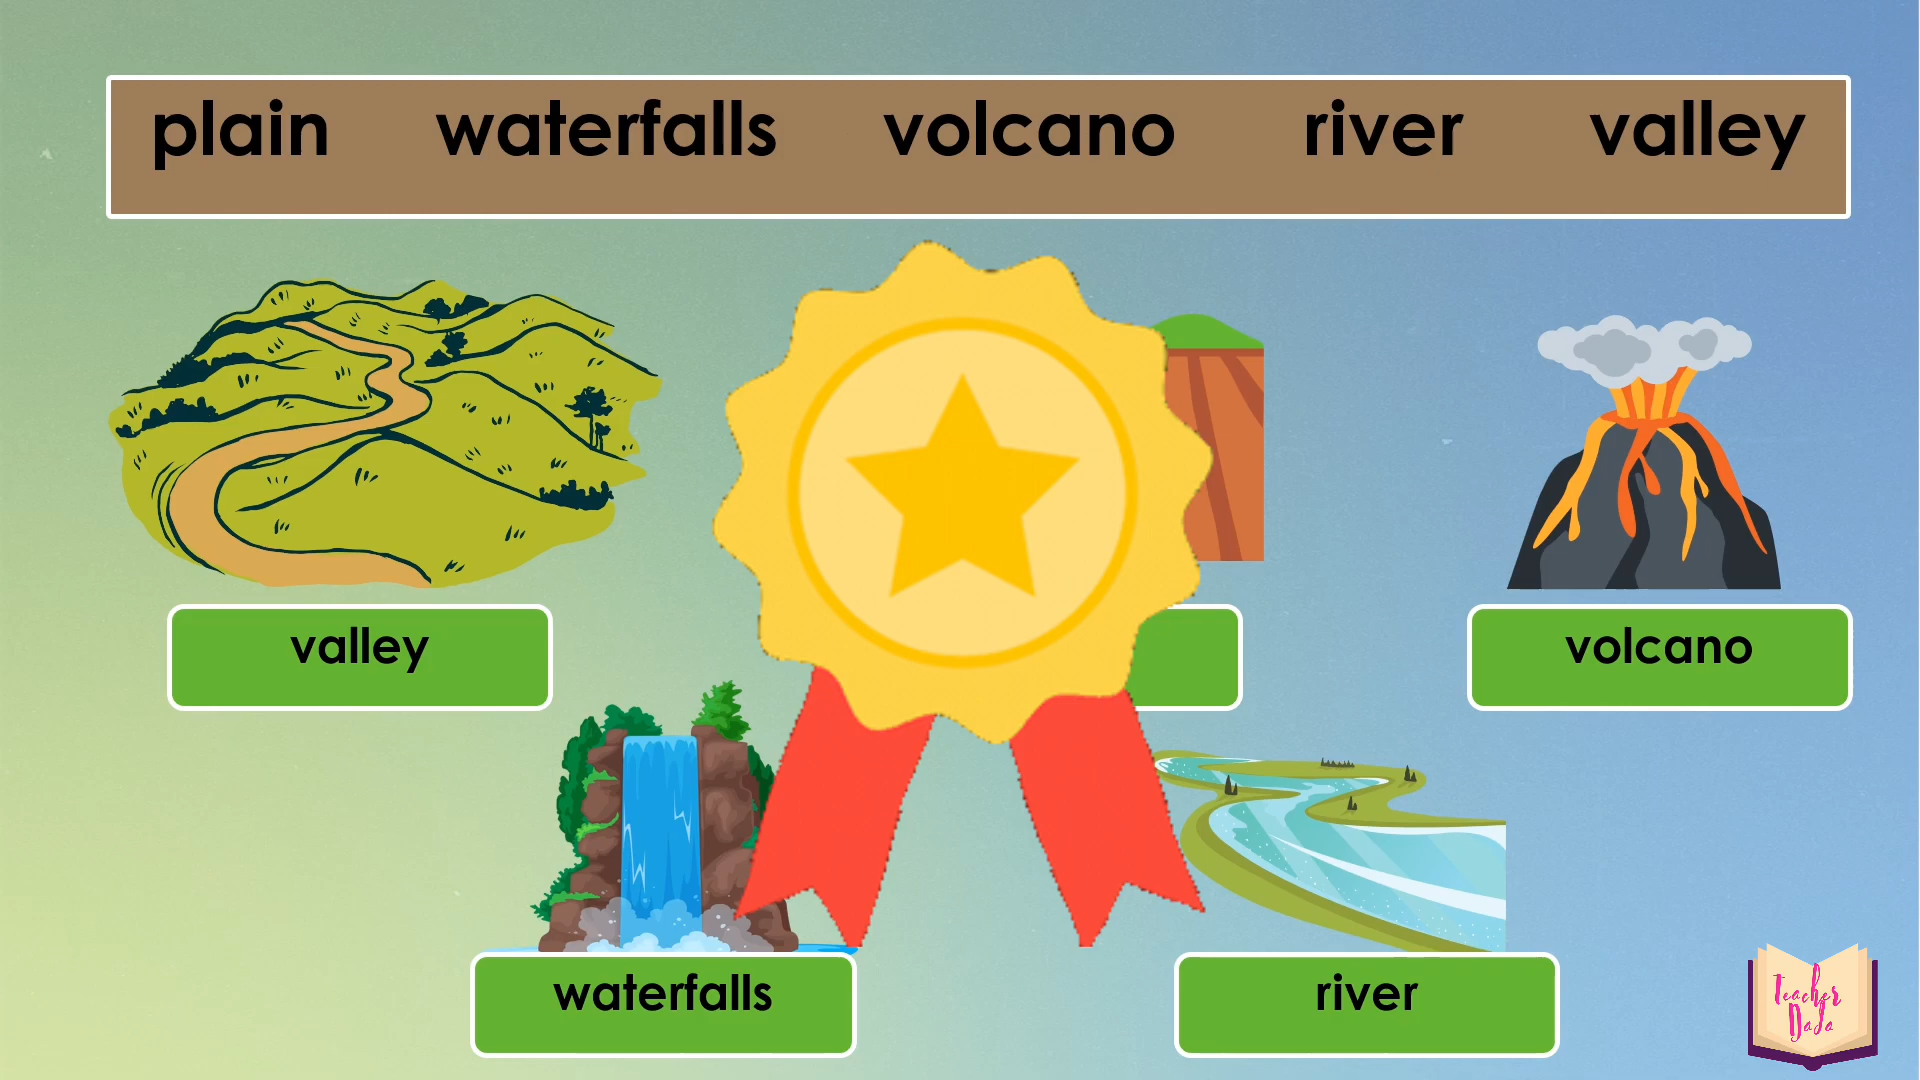 plain waterfalls volcano river valley
valley
volcano
waterfalls
river
Teacher
Dada